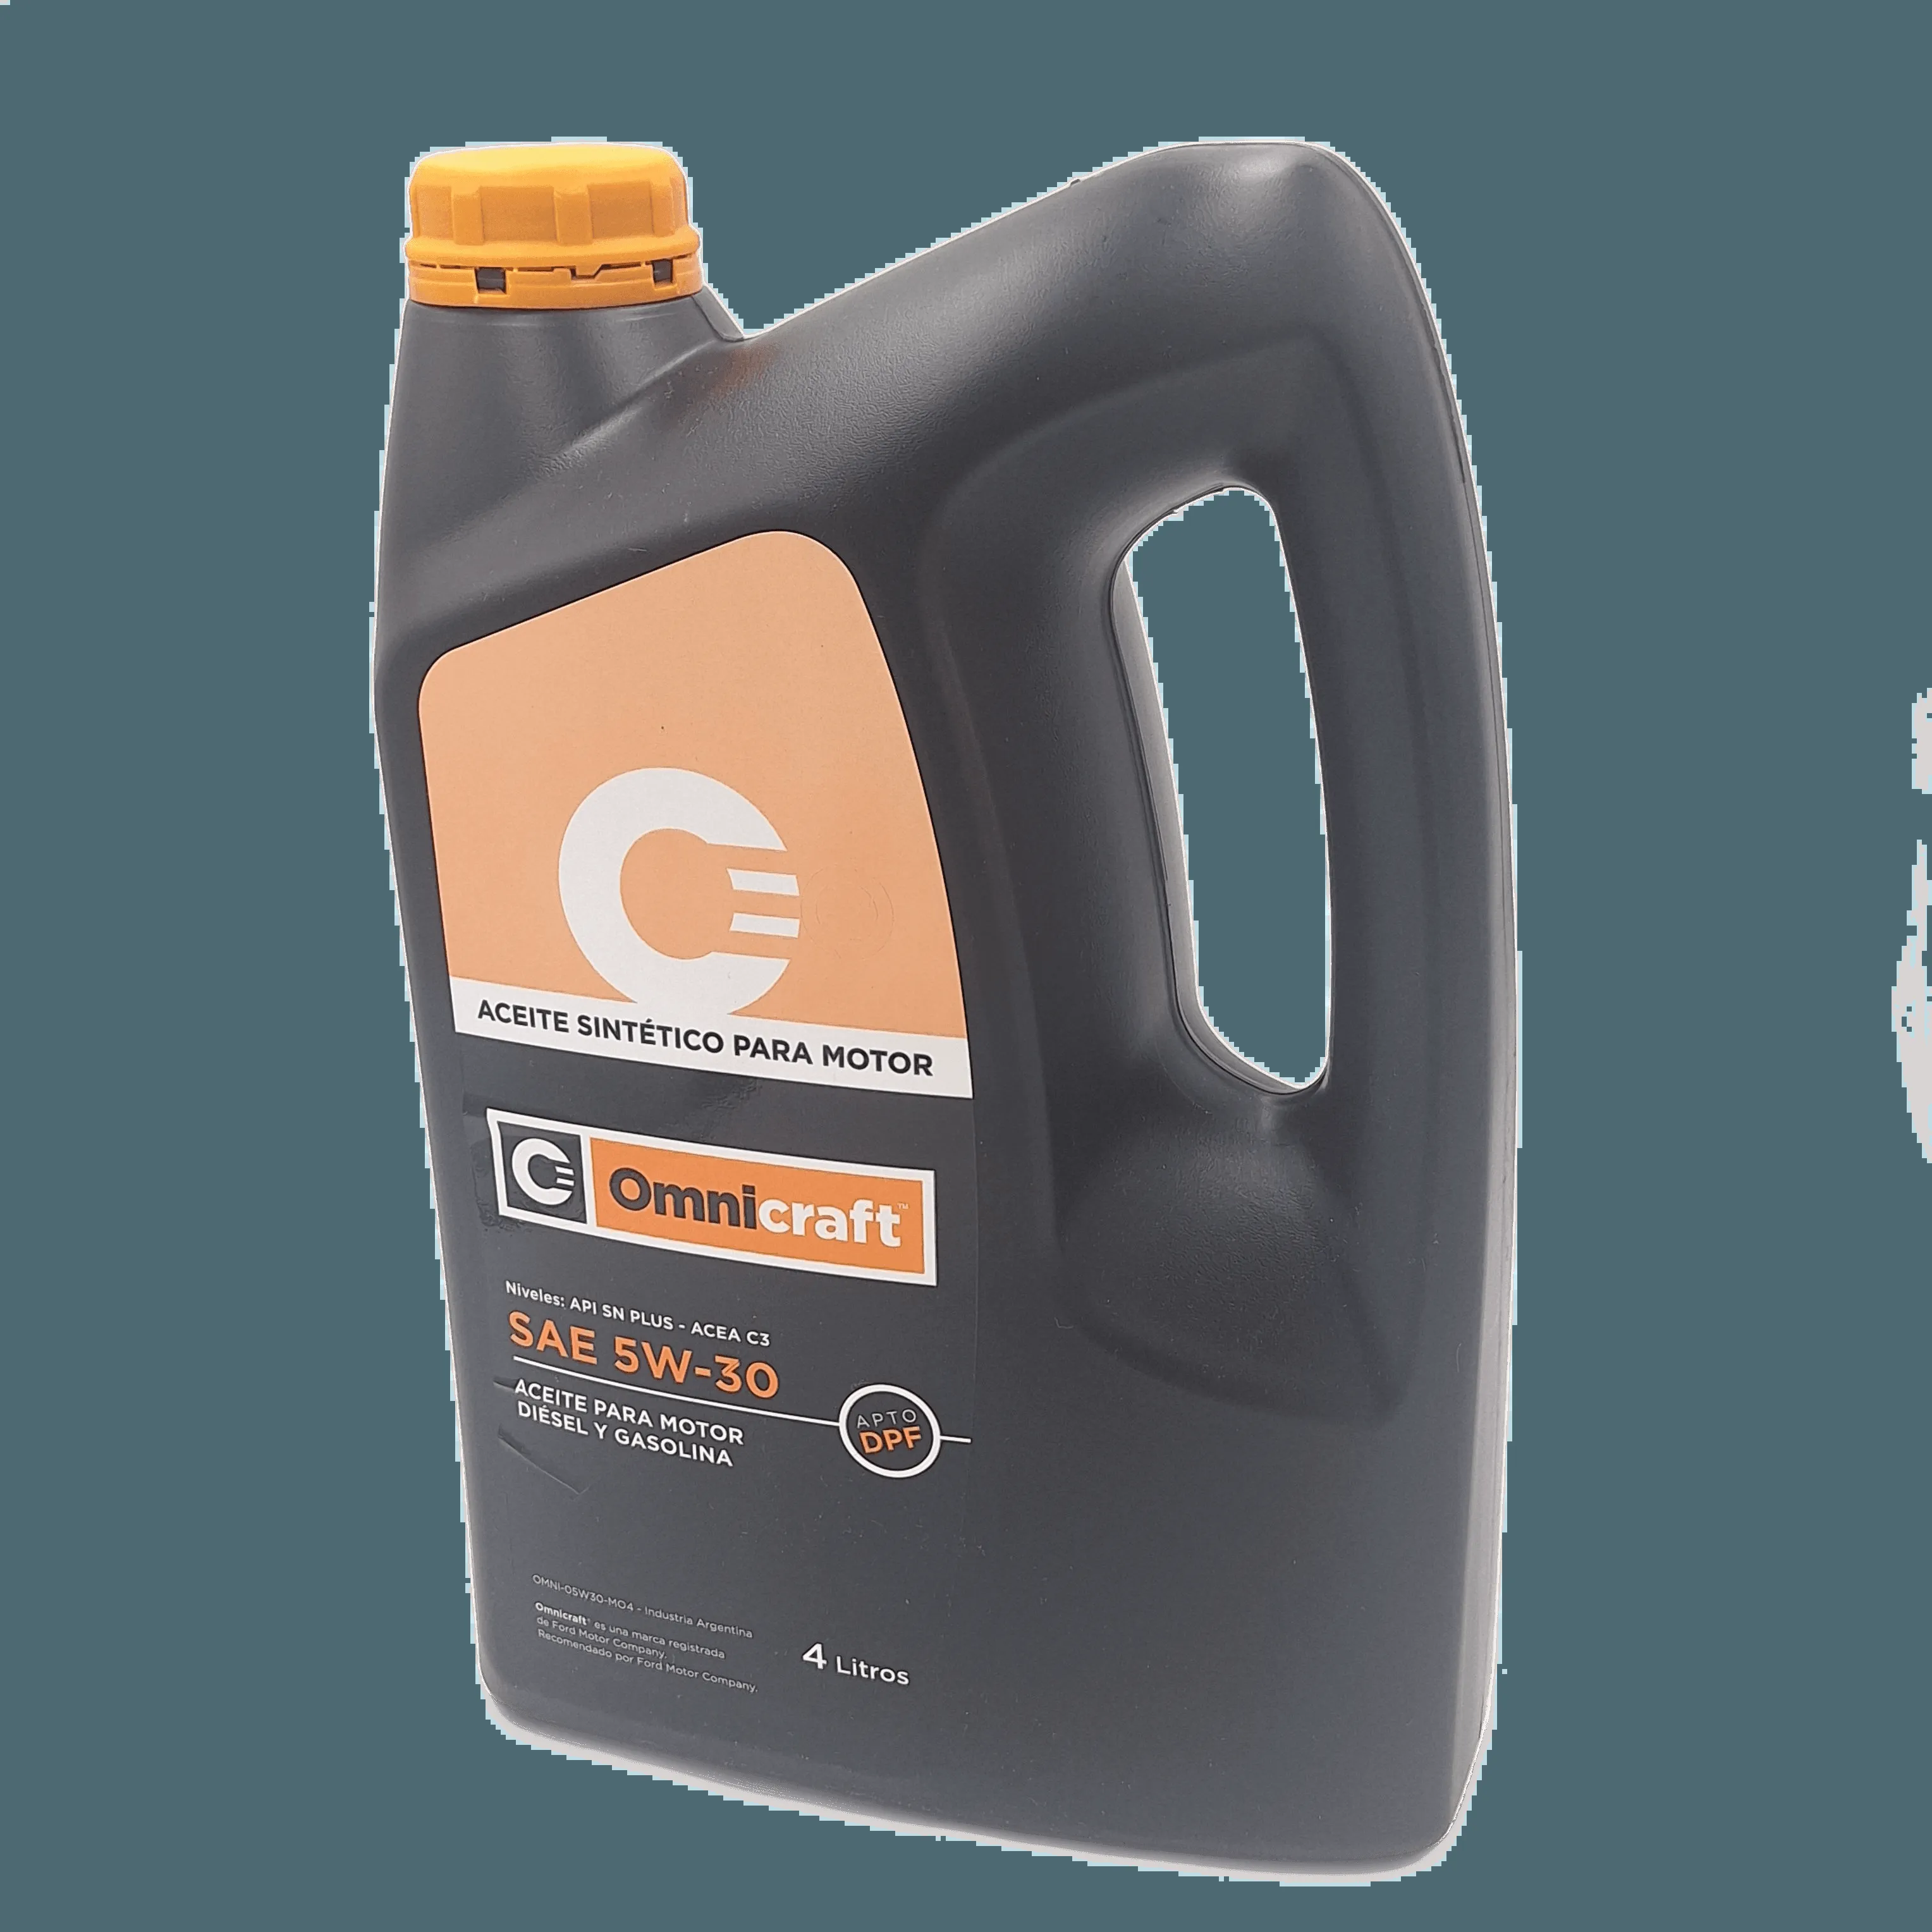 ACEITE SINTÉTICO PARA MOTOR
Omnicraft™
Niveles: API SN PLUS - ACEA C3
SAE 5W-30
ACEITE PARA MOTOR
DIÉSEL Y GASOLINA
APTO
DPF
OMNI-05W30-MO4 - Industria Argentina
Omnicraft® es una marca registrada
de Ford Motor Company.
Recomendado por Ford Motor Company.
4 Litros